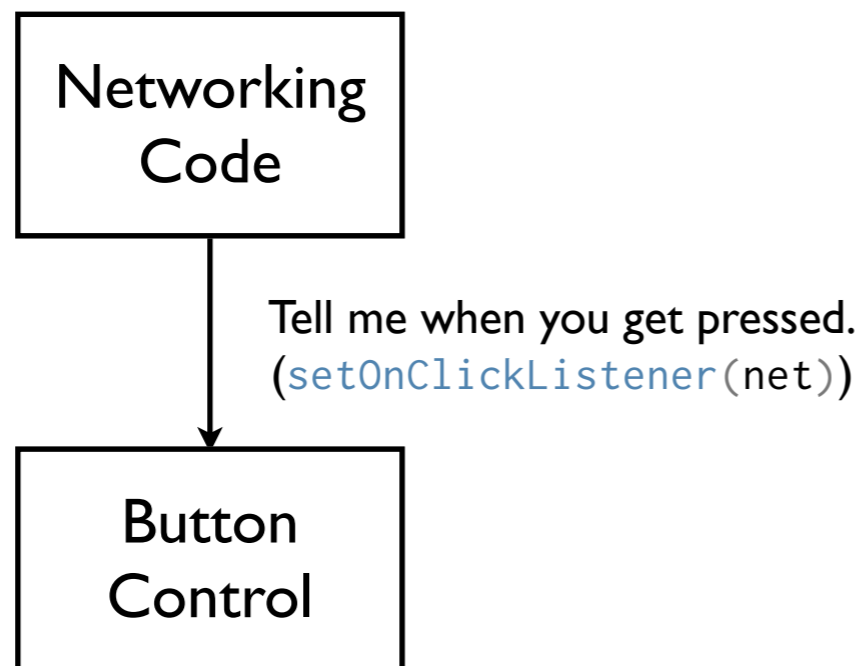 Networking
Code
Tell me when you get pressed.
(setOnClickListener(net))
Button
Control